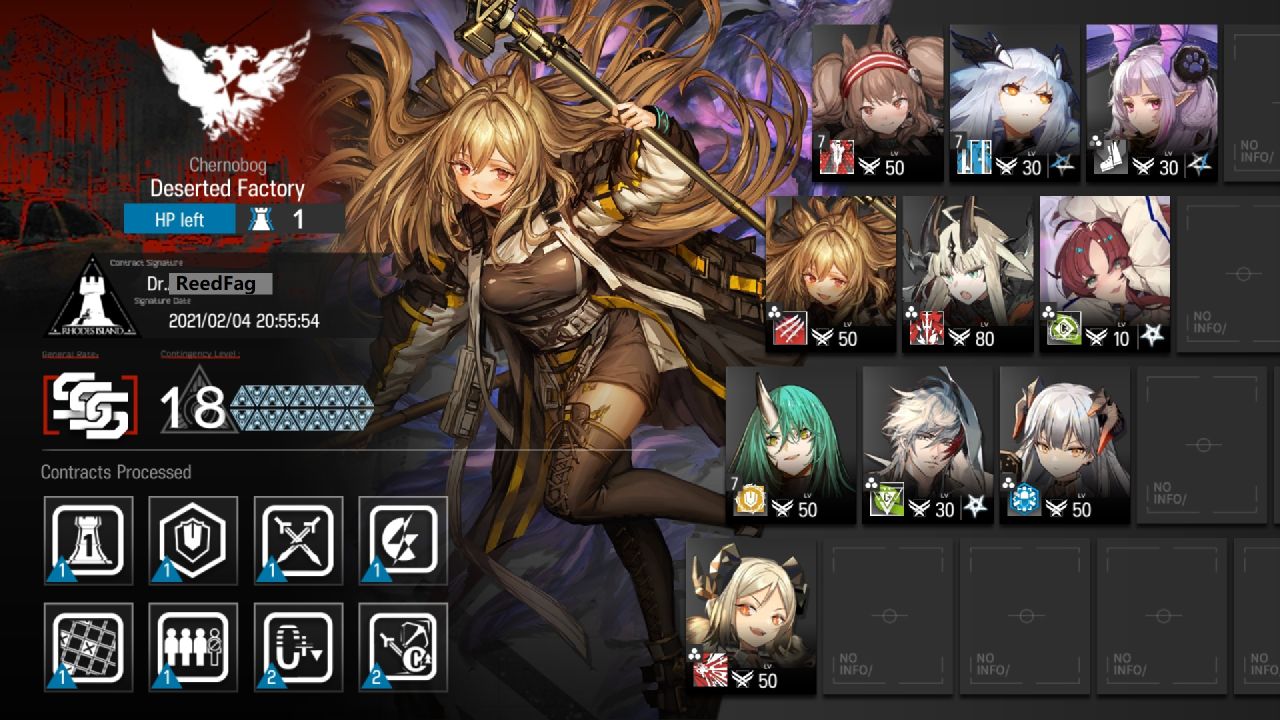 Chernobog
Deserted Factory
HP left 1
Contract Signature
Dr. ReedFag
Signature Date
2021/02/04 20:55:54
RHODES ISLAND
General Rate:
Contingency Level:
18
Contracts Processed
1
1
1
1
1
1
1
2
2
7 LV 50
7 LV 30
LV 30
NO INFO/
LV 50
LV 80
LV 10
NO INFO/
7 LV 50
LV 30
LV 50
NO INFO/
LV 50
NO INFO/
NO INFO/
NO INFO/
NO INFO